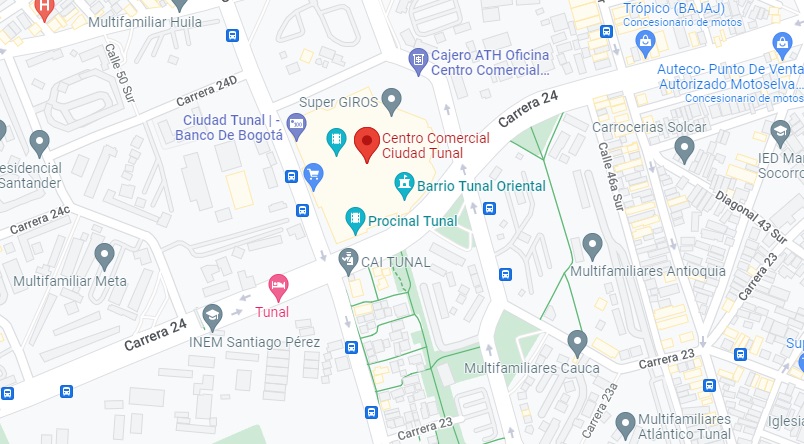 H
Multifamiliar Huila
Trópico (BAJAJ)
Concesionario de motos
Calle 50 Sur
Cajero ATH Oficina
Centro Comercial...
Auteco- Punto De Venta
Autorizado Motoselva...
Concesionario de motos
Carrera 24D
Super GIROS
Carrera 24
Ciudad Tunal | -
Banco De Bogotá
Centro Comercial
Ciudad Tunal
Carrocerias Solcar
IED Mar
Socorro
esidencial
Santander
Barrio Tunal Oriental
Calle 46a Sur
Carrera 24c
Procinal Tunal
Diagonal 43 Sur
CAI TUNAL
Multifamiliar Meta
Multifamiliares Antioquia
Carrera 23
Tunal
Carrera 24
INEM Santiago Pérez
Sup
Carrera 23
Multifamiliares Cauca
Carrera 23a
Carrera 23
Multifamiliares
Atlántico Tunal
Iglesia